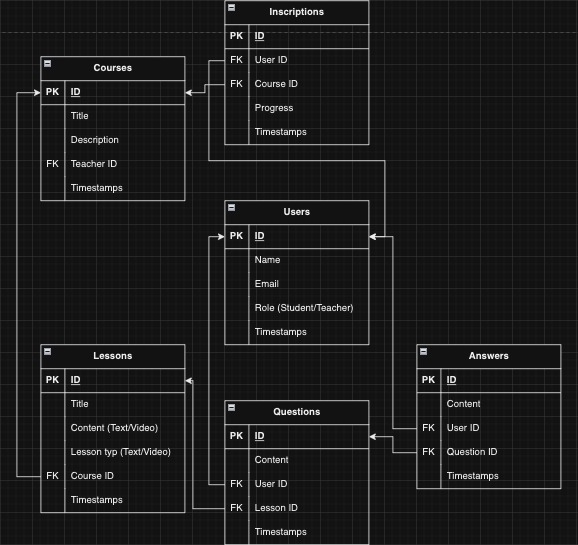 Inscriptions
PK ID
FK User ID
FK Course ID
Progress
Timestamps
Courses
PK ID
Title
Description
FK Teacher ID
Timestamps
Users
PK ID
Name
Email
Role (Student/Teacher)
Timestamps
Lessons
PK ID
Title
Content (Text/Video)
Lesson typ (Text/Video)
FK Course ID
Timestamps
Questions
PK ID
Content
FK User ID
FK Lesson ID
Timestamps
Answers
PK ID
Content
FK User ID
FK Question ID
Timestamps